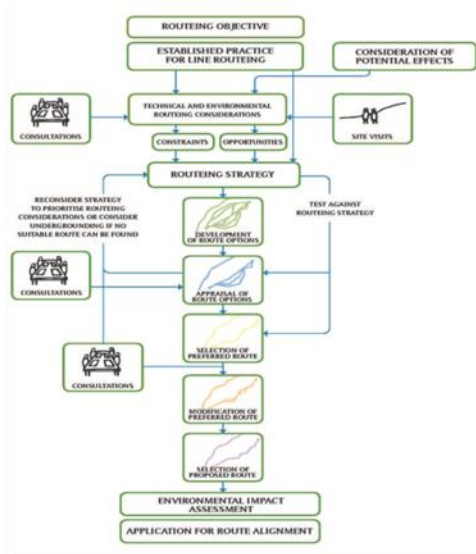 ROUTEING OBJECTIVE
ESTABLISHED PRACTICE
FOR LINE ROUTEING
CONSIDERATION OF
POTENTIAL EFFECTS
TECHNICAL AND ENVIRONMENTAL
ROUTEING CONSIDERATIONS
CONSULTATIONS
SITE VISITS
CONSTRAINTS
OPPORTUNITIES
ROUTEING STRATEGY
RECONSIDER STRATEGY
TO PRIORITISE ROUTEING
CONSIDERATIONS OR CONSIDER
UNDERGROUNDING IF NO
SUITABLE ROUTE CAN BE FOUND
TEST AGAINST
ROUTEING STRATEGY
DEVELOPMENT
OF ROUTE OPTIONS
CONSULTATIONS
APPRAISAL OF
ROUTE OPTIONS
SELECTION OF
PREFERRED ROUTE
CONSULTATIONS
MODIFICATION OF
PREFERRED ROUTE
SELECTION OF
PROPOSED ROUTE
ENVIRONMENTAL IMPACT
ASSESSMENT
APPLICATION FOR ROUTE ALIGNMENT